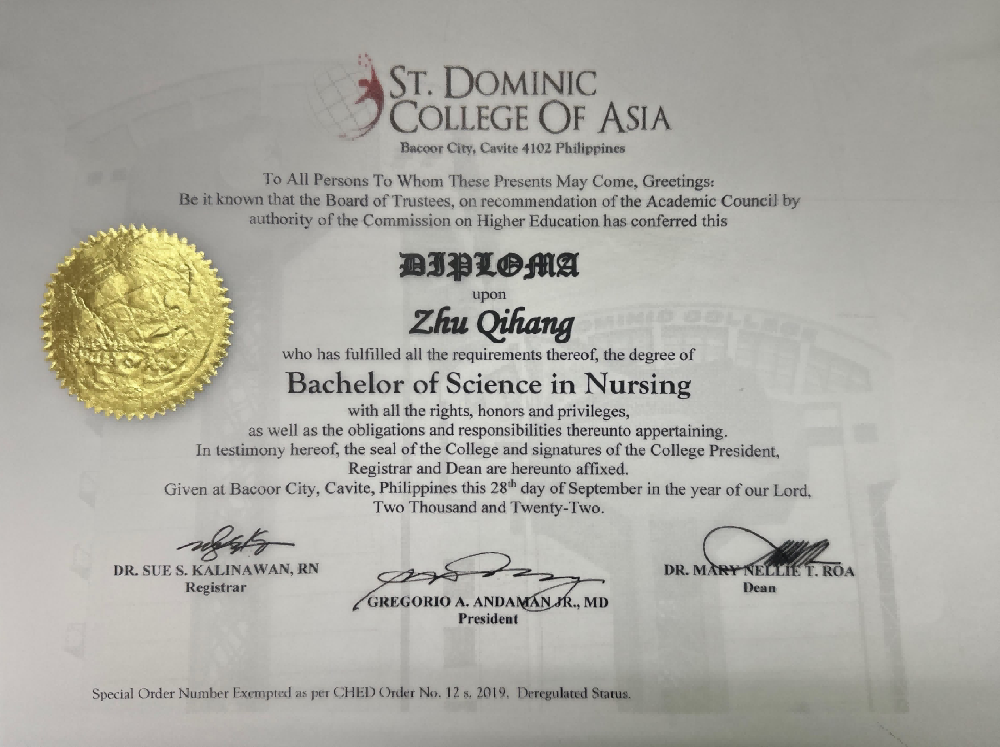 ST. DOMINIC
COLLEGE OF ASIA
Bacoor City, Cavite 4102 Philippines
To All Persons To Whom These Presents May Come, Greetings:
Be it known that the Board of Trustees, on recommendation of the Academic Council by
authority of the Commission on Higher Education has conferred this
DIPLOMA
upon
Zhu Qihang
who has fulfilled all the requirements thereof, the degree of
Bachelor of Science in Nursing
with all the rights, honors and privileges,
as well as the obligations and responsibilities thereunto appertaining.
In testimony hereof, the seal of the College and signatures of the College President,
Registrar and Dean are hereunto affixed.
Given at Bacoor City, Cavite, Philippines this 28th day of September in the year of our Lord,
Two Thousand and Twenty-Two.
DR. SUE S. KALINAWAN, RN
Registrar
GREGORIO A. ANDAMAN JR., MD
President
DR. MARY NELLIE T. ROA
Dean
Special Order Number Exempted as per CHED Order No. 12 s. 2019. Deregulated Status.